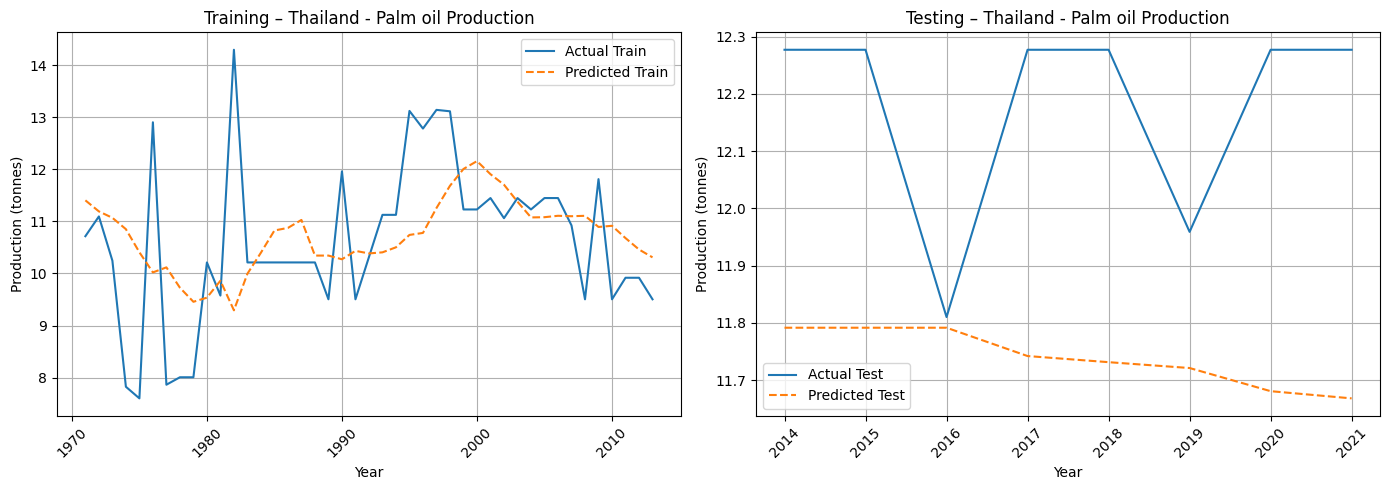 Training – Thailand - Palm oil Production
Production (tonnes)
14
13
12
11
10
9
8
Actual Train
Predicted Train
1970
1980
1990
2000
2010
Year
Testing – Thailand - Palm oil Production
Production (tonnes)
12.3
12.2
12.1
12.0
11.9
11.8
11.7
Actual Test
Predicted Test
2014
2015
2016
2017
2018
2019
2020
2021
Year